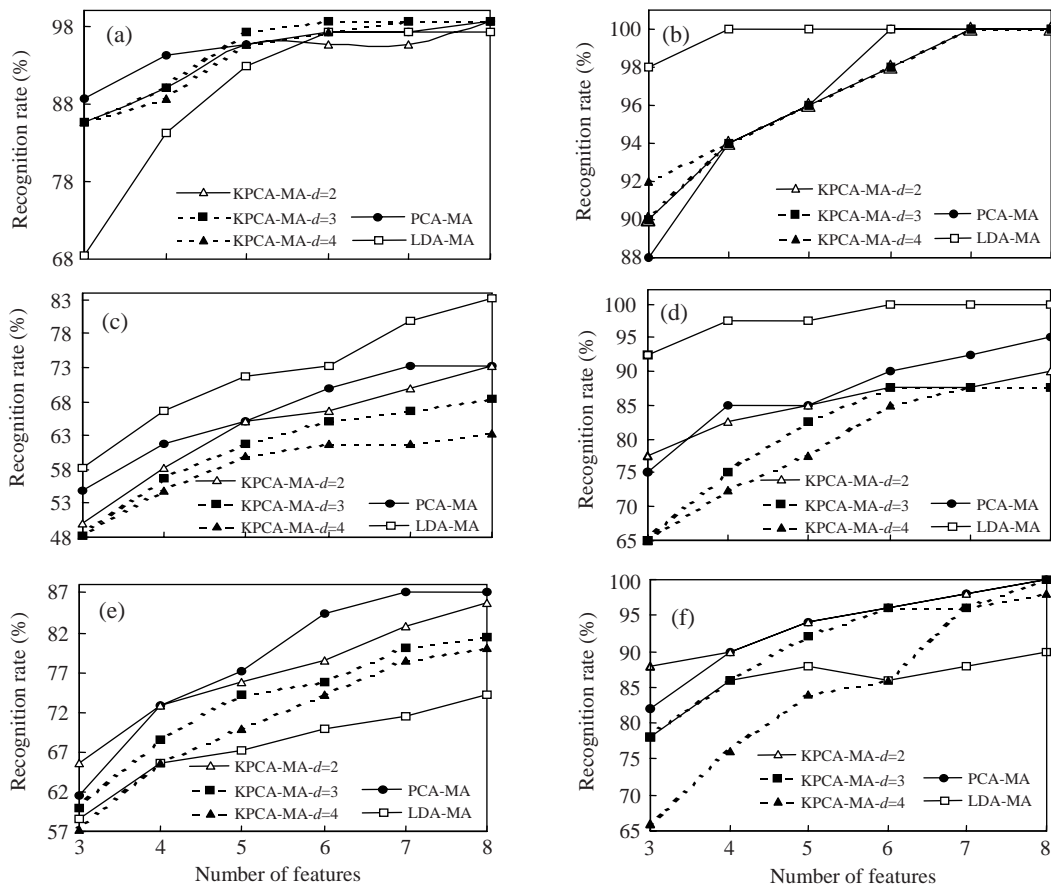 (a)
Recognition rate (%)
98
88
78
68
KPCA-MA-d=2
KPCA-MA-d=3
KPCA-MA-d=4
PCA-MA
LDA-MA
(b)
Recognition rate (%)
100
98
96
94
92
90
88
KPCA-MA-d=2
KPCA-MA-d=3
KPCA-MA-d=4
PCA-MA
LDA-MA
(c)
Recognition rate (%)
83
78
73
68
63
58
53
48
KPCA-MA-d=2
KPCA-MA-d=3
KPCA-MA-d=4
PCA-MA
LDA-MA
(d)
Recognition rate (%)
100
95
90
85
80
75
70
65
KPCA-MA-d=2
KPCA-MA-d=3
KPCA-MA-d=4
PCA-MA
LDA-MA
(e)
Recognition rate (%)
87
82
77
72
67
62
57
KPCA-MA-d=2
KPCA-MA-d=3
KPCA-MA-d=4
PCA-MA
LDA-MA
3 4 5 6 7 8
Number of features
(f)
Recognition rate (%)
100
95
90
85
80
75
70
65
KPCA-MA-d=2
KPCA-MA-d=3
KPCA-MA-d=4
PCA-MA
LDA-MA
3 4 5 6 7 8
Number of features